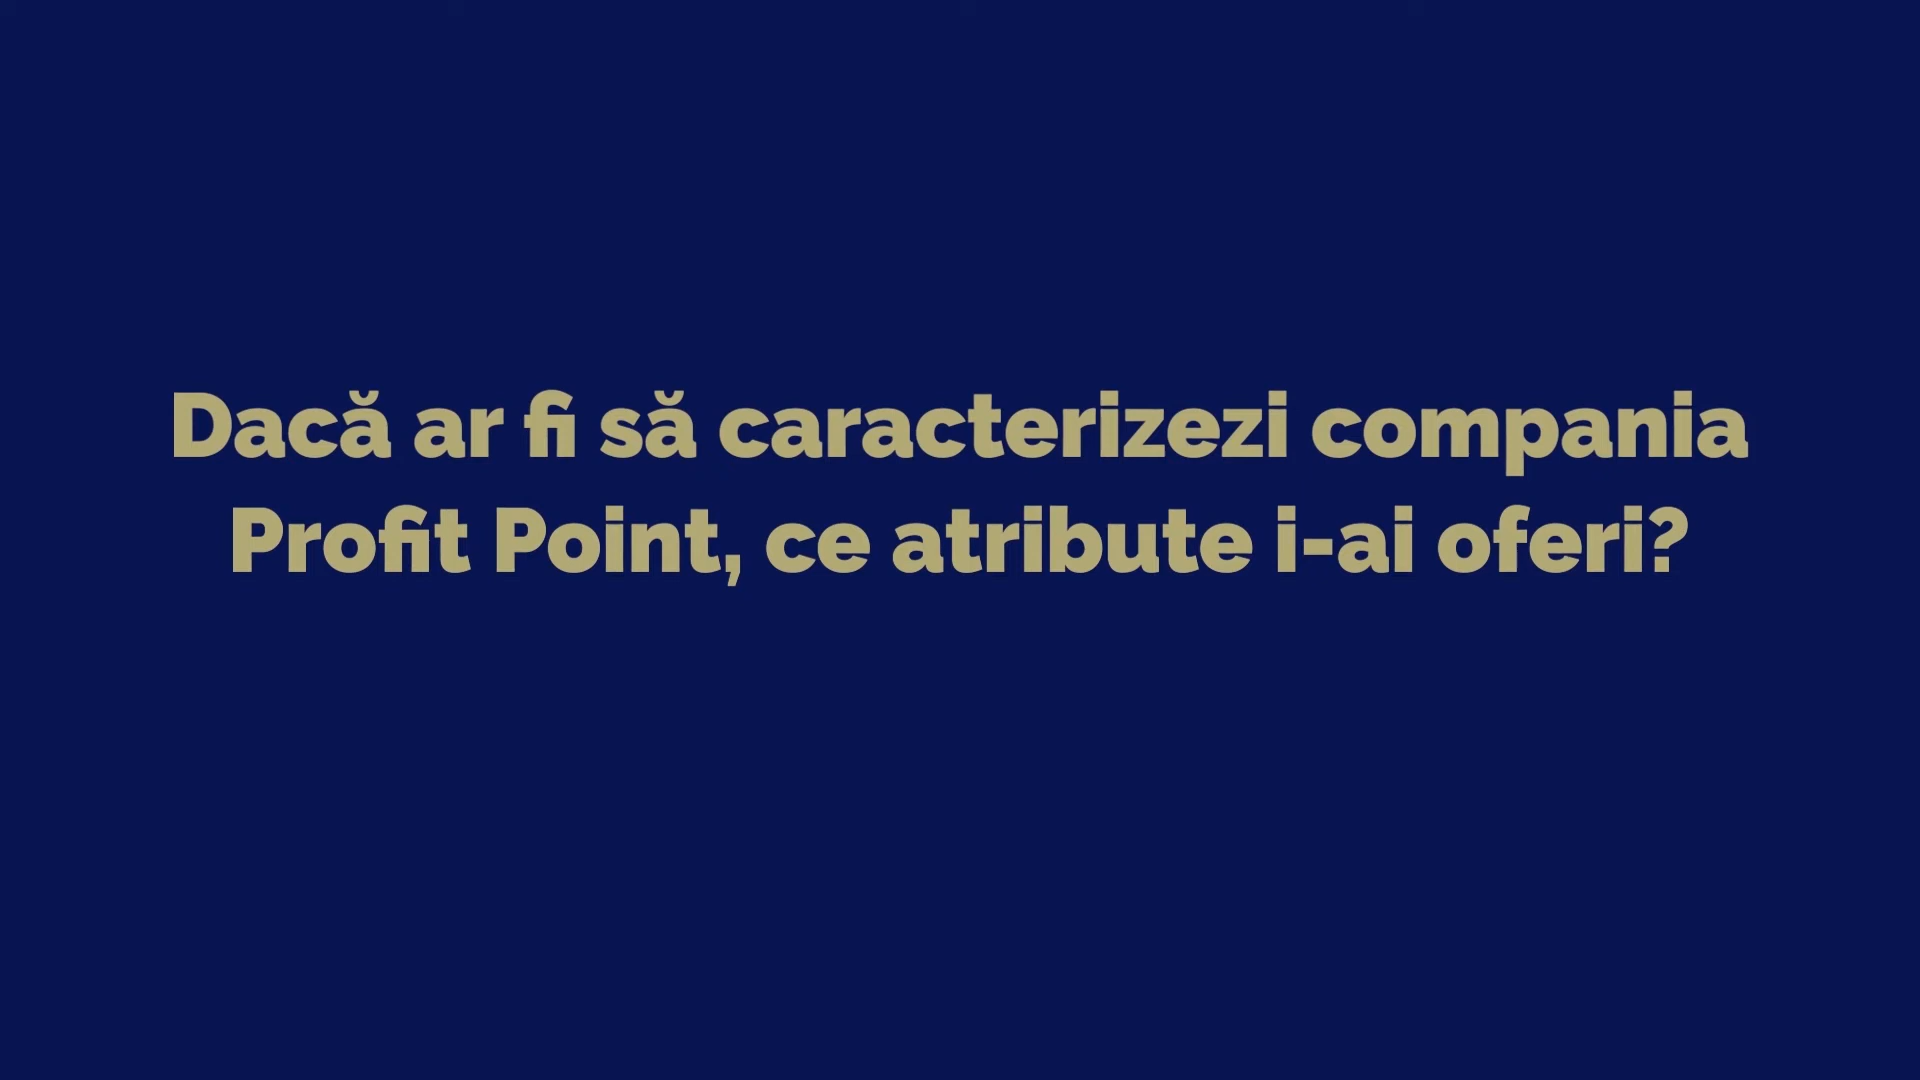 Dacă ar fi să caracterizezi compania
Profit Point, ce atribute i-ai oferi?